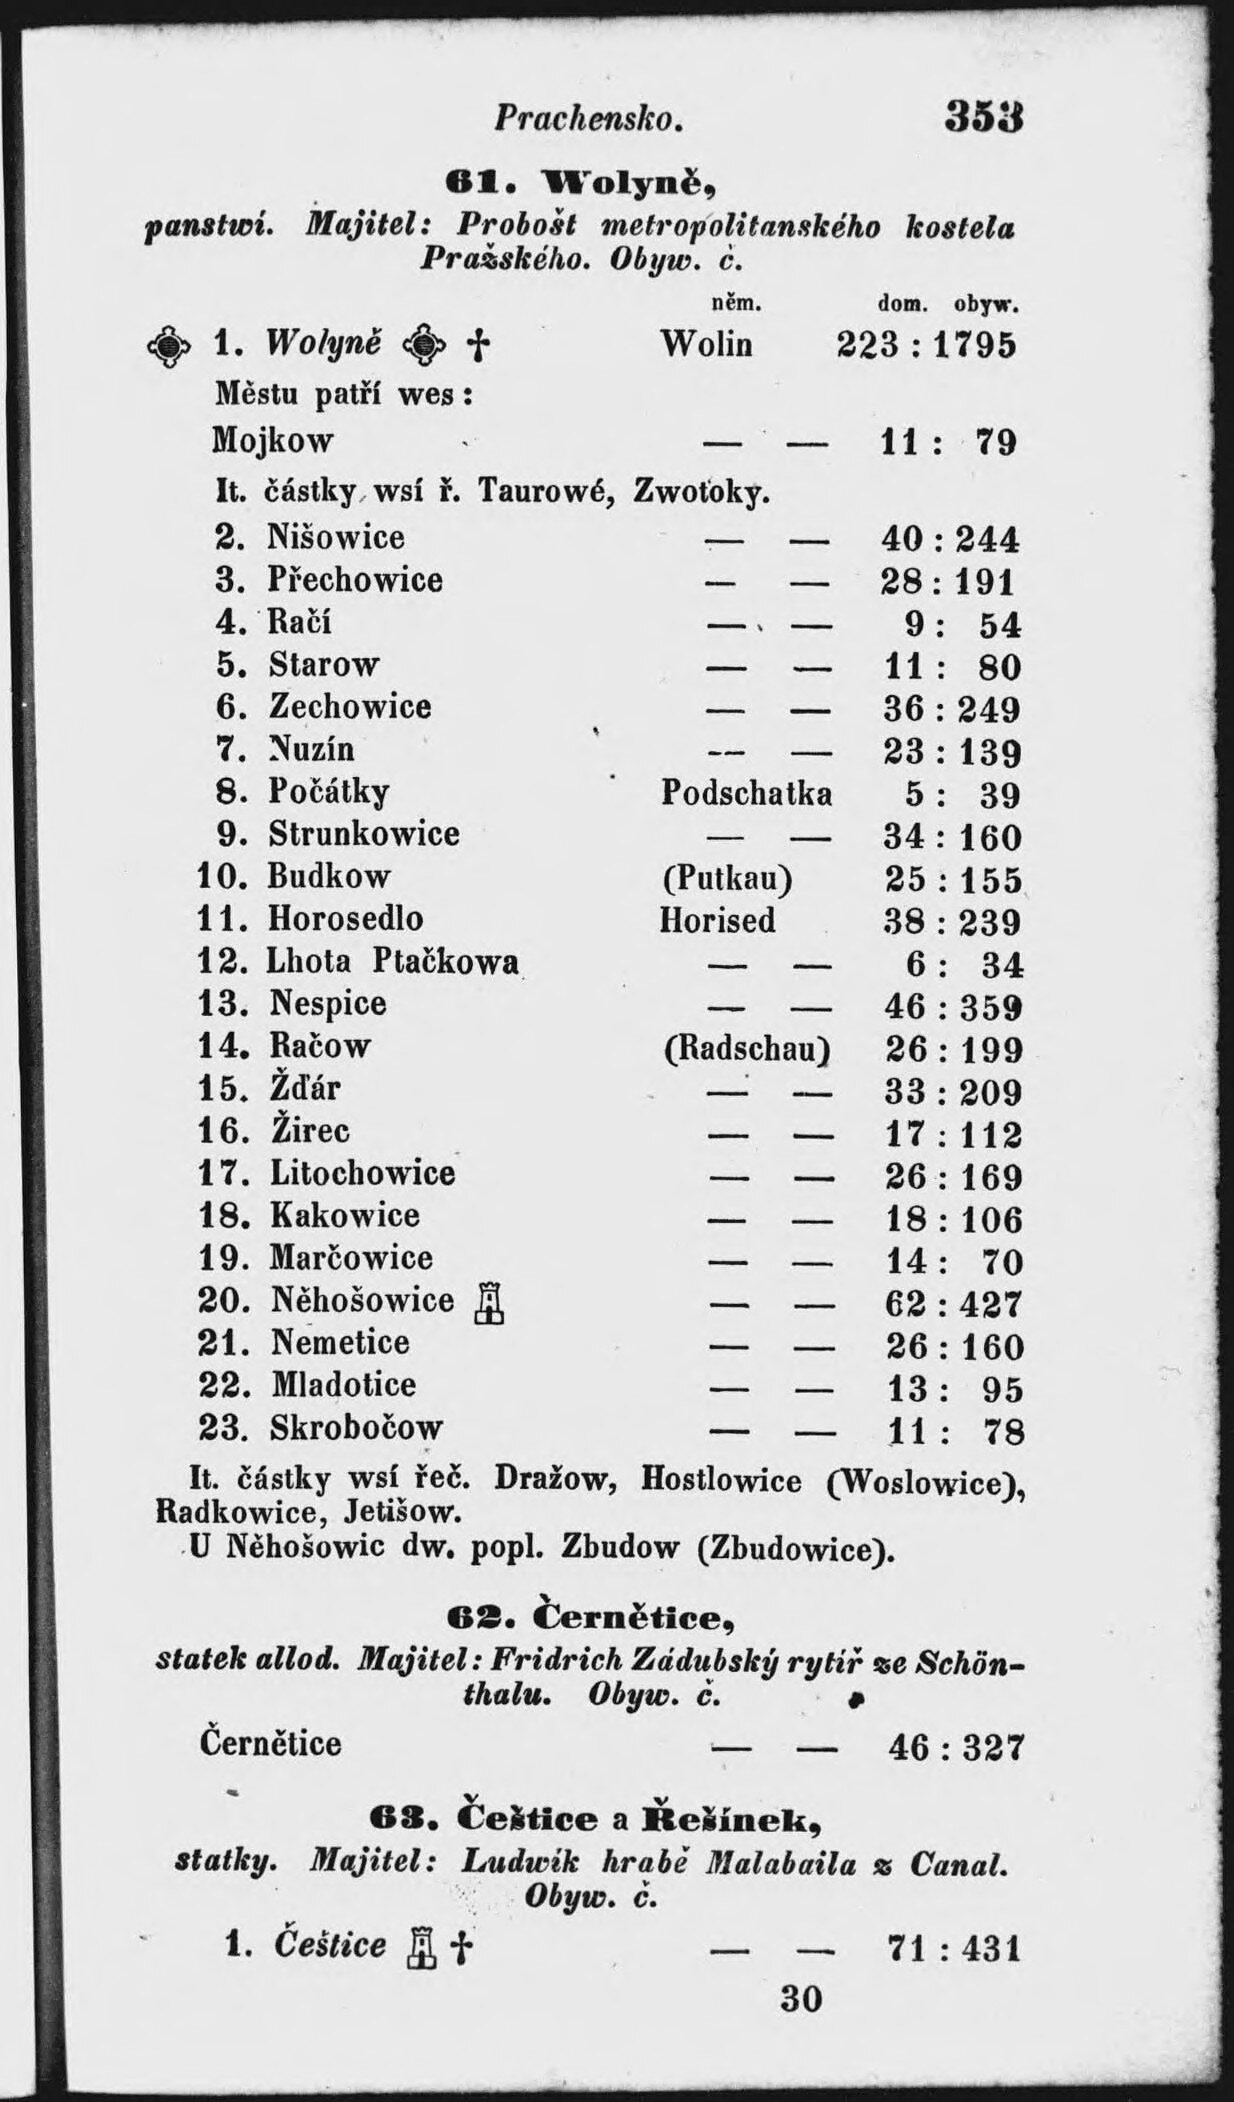 Prachensko. 353
61. Wolyně,
panstwí. Majitel: Probošt metropolitanského kostela
Pražského. Obyw. č.
něm. dom. obyw.
1. Wolyně † Wolin 223 : 1795
Městu patří wes :
Mojkow — — 11 : 79
It. částky wsí ř. Taurowé, Zwotoky.
2. Nišowice — — 40 : 244
3. Přechowice — — 28 : 191
4. Račí — — 9 : 54
5. Starow — — 11 : 80
6. Zechowice — — 36 : 249
7. Nuzín — — 23 : 139
8. Počátky Podschatka 5 : 39
9. Strunkowice — — 34 : 160
10. Budkow (Putkau) 25 : 155
11. Horosedlo Horised 38 : 239
12. Lhota Ptačkowa — — 6 : 34
13. Nespice — — 46 : 359
14. Račow (Radschau) 26 : 199
15. Žďár — — 33 : 209
16. Žirec — — 17 : 112
17. Litochowice — — 26 : 169
18. Kakowice — — 18 : 106
19. Marčowice — — 14 : 70
20. Něhošowice — — 62 : 427
21. Nemetice — — 26 : 160
22. Mladotice — — 13 : 95
23. Skrobočow — — 11 : 78
It. částky wsí řeč. Dražow, Hostlowice (Woslowice),
Radkowice, Jetišow.
U Něhošowic dw. popl. Zbudow (Zbudowice).
62. Černětice,
statek allod. Majitel: Fridrich Zádubský rytíř ze Schön-
thalu. Obyw. č.
Černětice — — 46 : 327
63. Češtice a Řešínek,
statky. Majitel: Ludwík hrabě Malabaila z Canal.
Obyw. č.
1. Češtice † — — 71 : 431
30